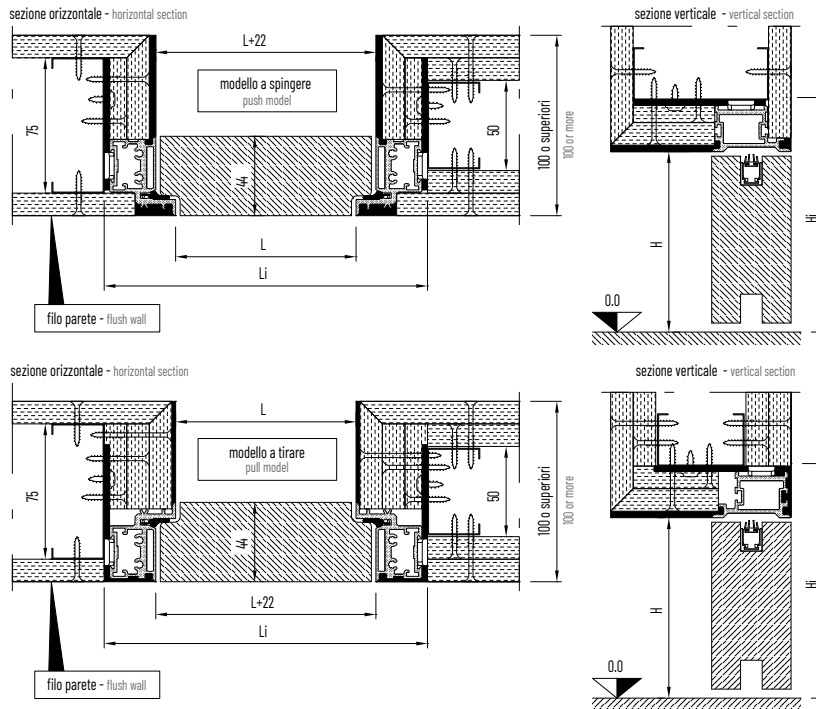 sezione orizzontale - horizontal section
L+22
modello a spingere
push model
75
50
100 o superiori
100 or more
44
L
Li
filo parete - flush wall
sezione verticale - vertical section
H
Hi
0.0
sezione orizzontale - horizontal section
L
modello a tirare
pull model
75
50
100 o superiori
100 or more
44
L+22
Li
filo parete - flush wall
sezione verticale - vertical section
H
Hi
0.0